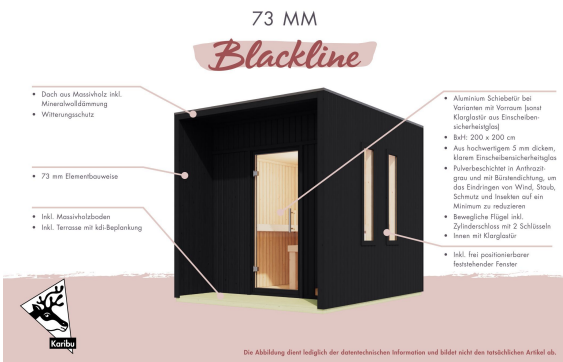 73 MM
Blackline
• Dach aus Massivholz inkl.
Mineralwolldämmung
• Witterungsschutz
• 73 mm Elementbauweise
• Inkl. Massivholzboden
• Inkl. Terrasse mit kdi-Beplankung
• Aluminium Schiebetür bei
Varianten mit Vorraum (sonst
Klarglastür aus Einscheiben-
sicherheistglas)
• BxH: 200 x 200 cm
• Aus hochwertigem 5 mm dickem,
klarem Einscheibensicherheitsglas
• Pulverbeschichtet in Anthrazit-
grau und mit Bürstendichtung, um
das Eindringen von Wind, Staub,
Schmutz und Insekten auf ein
Minimum zu reduzieren
• Bewegliche Flügel inkl.
Zylinderschloss mit 2 Schlüsseln
• Innen mit Klarglastür
• Inkl. frei positionierbarer
feststehender Fenster
Karibu
Die Abbildung dient lediglich der datentechnischen Information und bildet nicht den tatsächlichen Artikel ab.